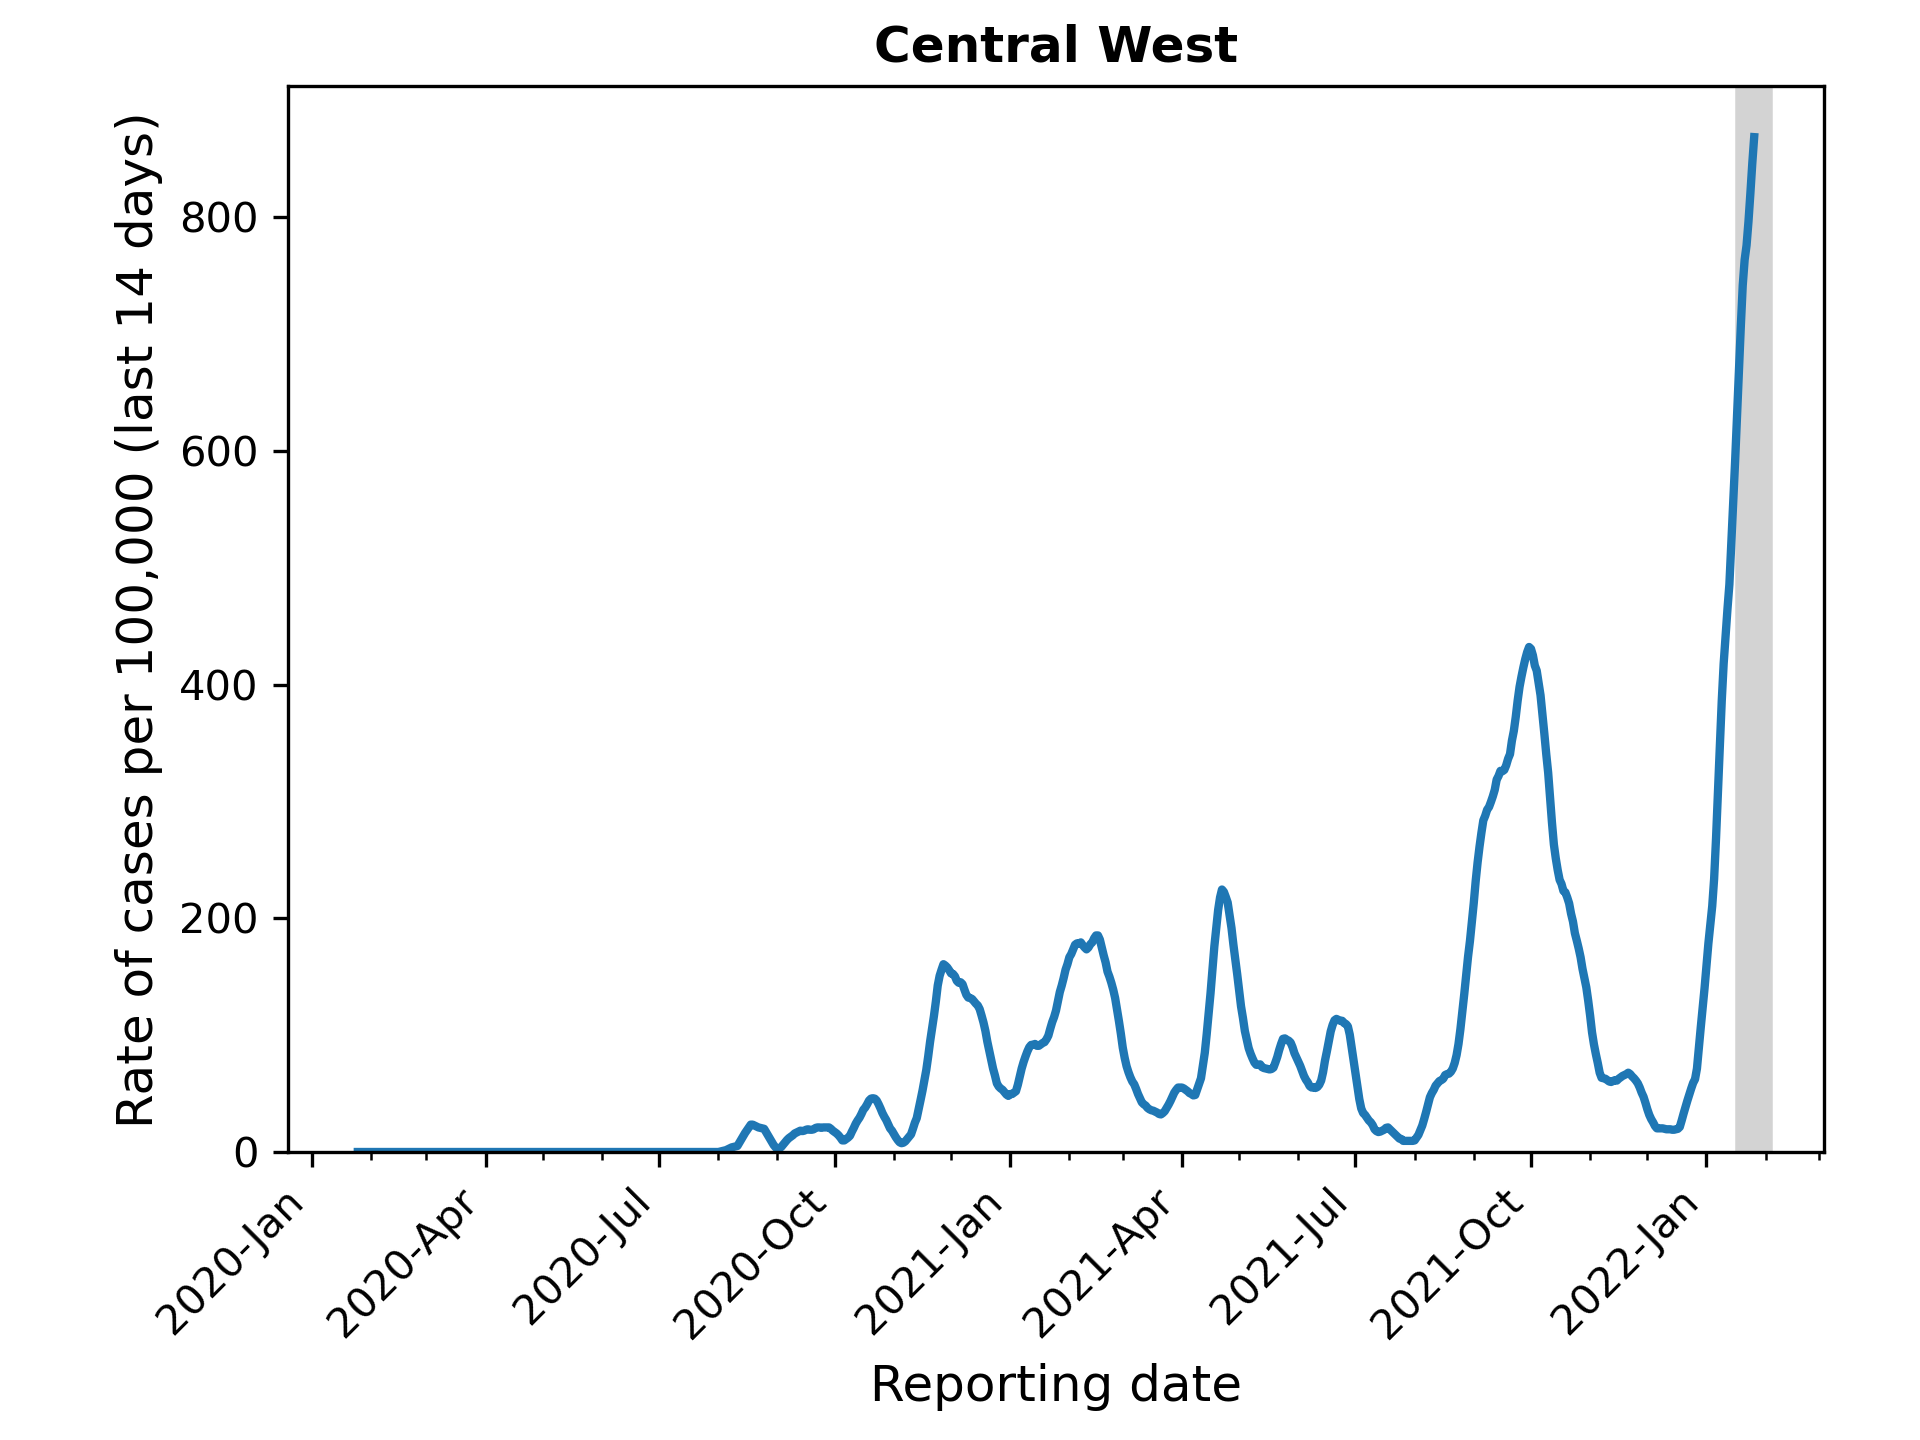 Central West
Rate of cases per 100,000 (last 14 days)
800
600
400
200
0
2020-Jan
2020-Apr
2020-Jul
2020-Oct
2021-Jan
2021-Apr
2021-Jul
2021-Oct
2022-Jan
Reporting date